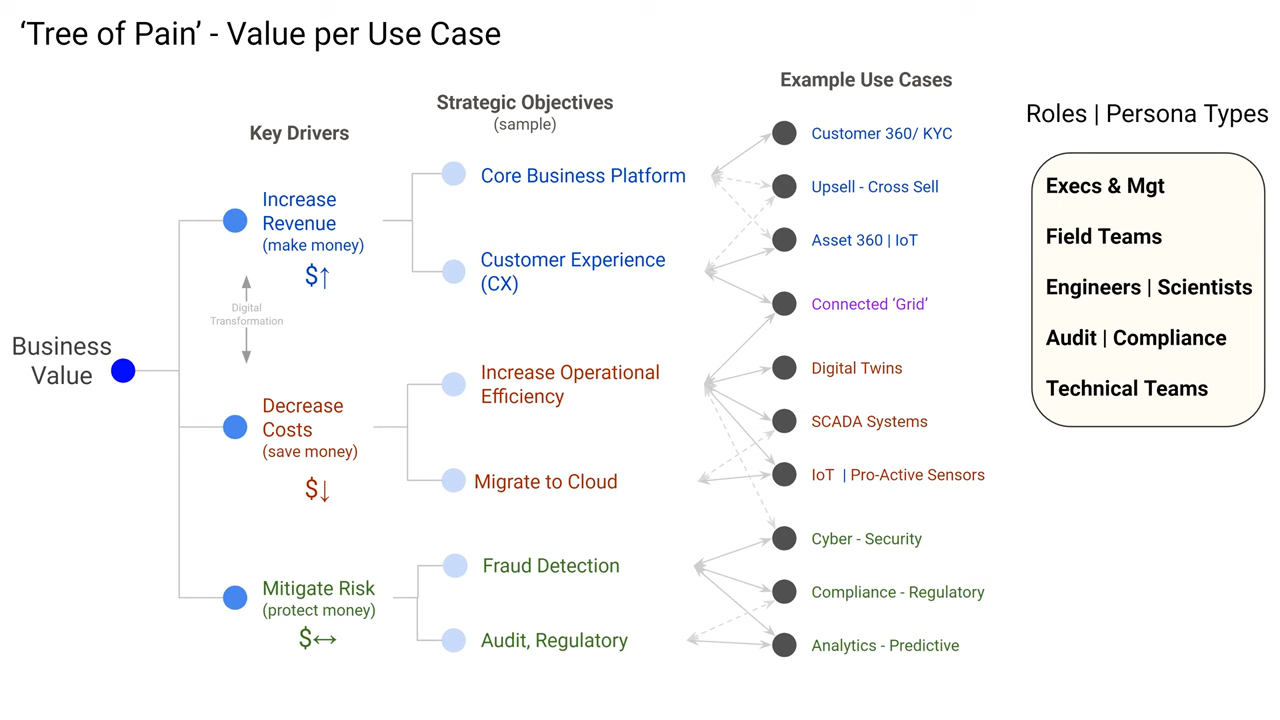 ‘Tree of Pain’ - Value per Use Case
Key Drivers
Strategic Objectives
(sample)
Example Use Cases
Roles | Persona Types
Business
Value
Increase
Revenue
(make money)
$↑
Digital
Transformation
Decrease
Costs
(save money)
$↓
Mitigate Risk
(protect money)
$↔
Core Business Platform
Customer Experience
(CX)
Increase Operational
Efficiency
Migrate to Cloud
Fraud Detection
Audit, Regulatory
Customer 360/ KYC
Upsell - Cross Sell
Asset 360 | IoT
Connected ‘Grid’
Digital Twins
SCADA Systems
IoT | Pro-Active Sensors
Cyber - Security
Compliance - Regulatory
Analytics - Predictive
Execs & Mgt
Field Teams
Engineers | Scientists
Audit | Compliance
Technical Teams